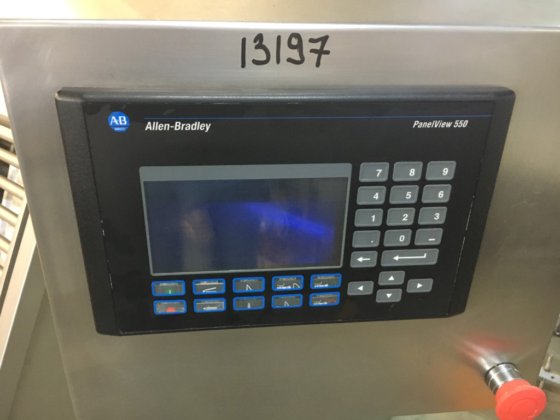 13197
AB
Allen-Bradley
PanelView 550
7 8 9
4 5 6
1 2 3
. 0 –